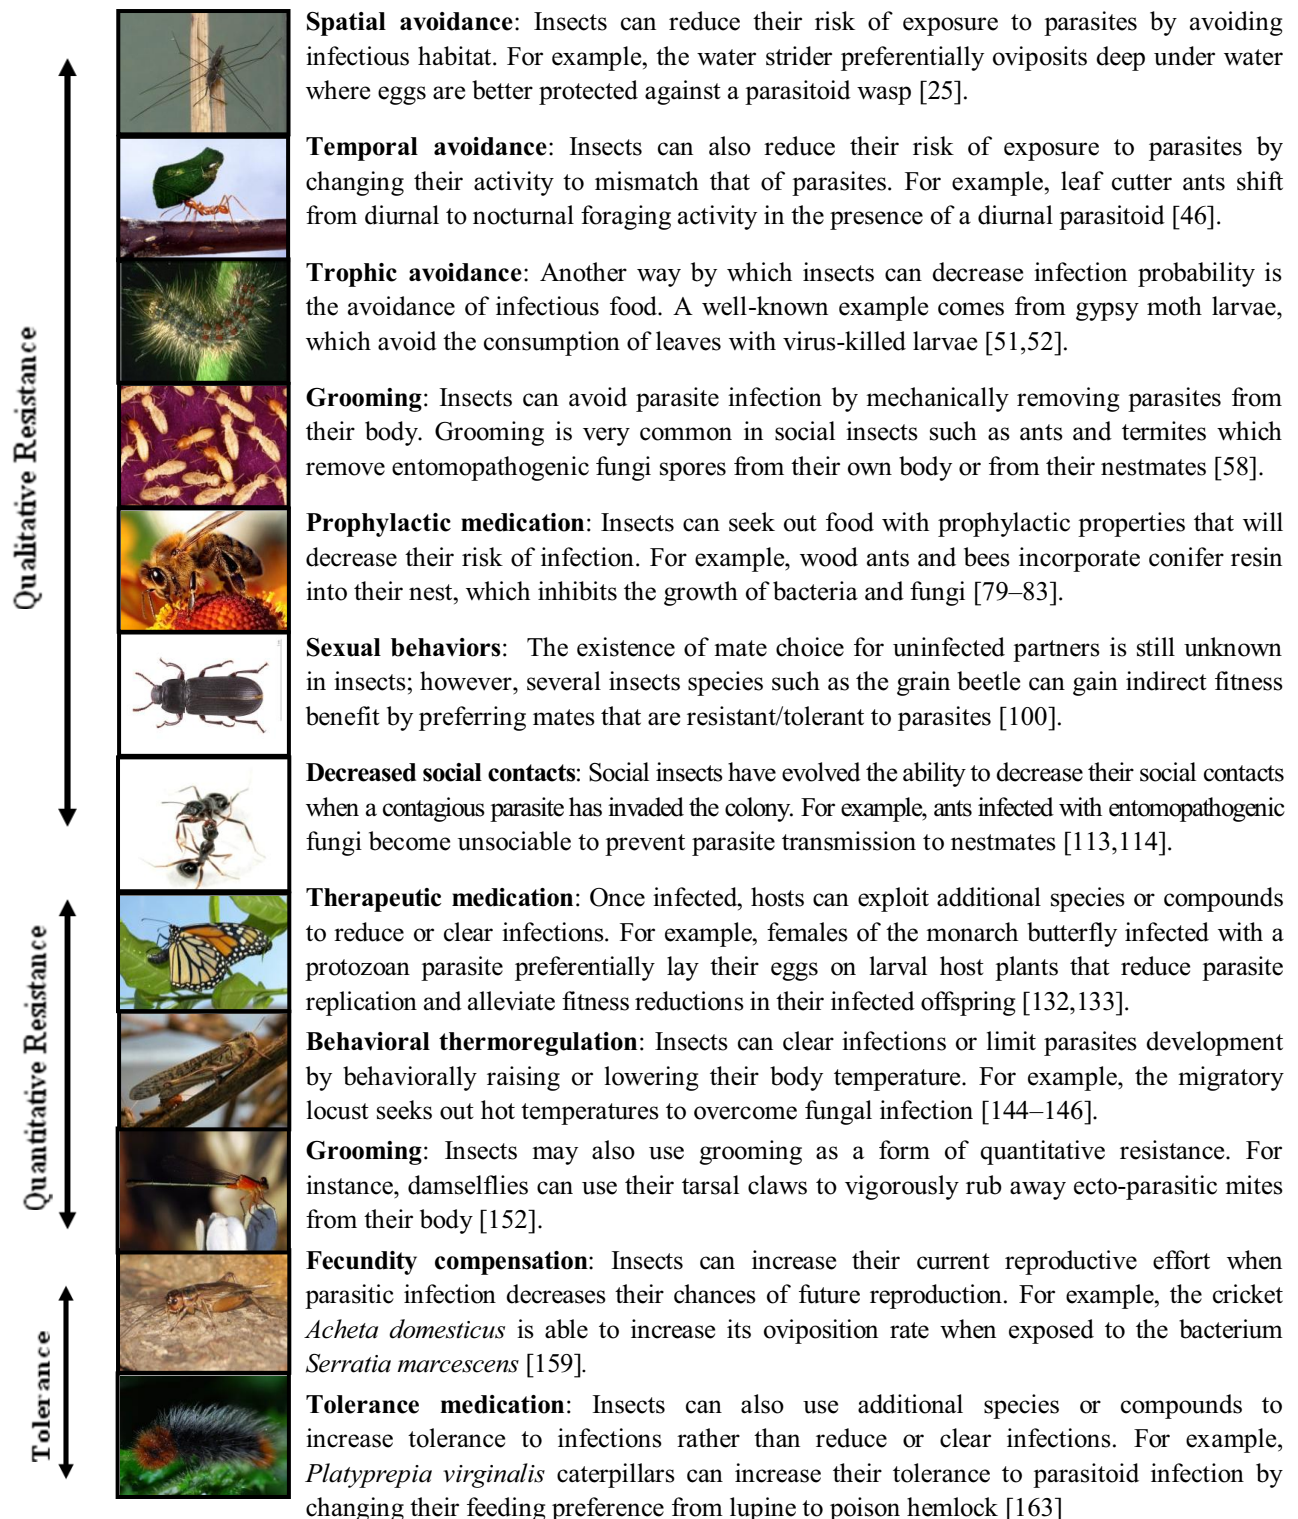 Spatial avoidance: Insects can reduce their risk of exposure to parasites by avoiding
infectious habitat. For example, the water strider preferentially oviposits deep under water
where eggs are better protected against a parasitoid wasp [25].
Temporal avoidance: Insects can also reduce their risk of exposure to parasites by
changing their activity to mismatch that of parasites. For example, leaf cutter ants shift
from diurnal to nocturnal foraging activity in the presence of a diurnal parasitoid [46].
Trophic avoidance: Another way by which insects can decrease infection probability is
the avoidance of infectious food. A well-known example comes from gypsy moth larvae,
which avoid the consumption of leaves with virus-killed larvae [51,52].
Qualitative Resistance
Grooming: Insects can avoid parasite infection by mechanically removing parasites from
their body. Grooming is very common in social insects such as ants and termites which
remove entomopathogenic fungi spores from their own body or from their nestmates [58].
Prophylactic medication: Insects can seek out food with prophylactic properties that will
decrease their risk of infection. For example, wood ants and bees incorporate conifer resin
into their nest, which inhibits the growth of bacteria and fungi [79–83].
Sexual behaviors: The existence of mate choice for uninfected partners is still unknown
in insects; however, several insects species such as the grain beetle can gain indirect fitness
benefit by preferring mates that are resistant/tolerant to parasites [100].
Decreased social contacts: Social insects have evolved the ability to decrease their social contacts
when a contagious parasite has invaded the colony. For example, ants infected with entomopathogenic
fungi become unsociable to prevent parasite transmission to nestmates [113,114].
Therapeutic medication: Once infected, hosts can exploit additional species or compounds
to reduce or clear infections. For example, females of the monarch butterfly infected with a
protozoan parasite preferentially lay their eggs on larval host plants that reduce parasite
replication and alleviate fitness reductions in their infected offspring [132,133].
Quantitative Resistance
Behavioral thermoregulation: Insects can clear infections or limit parasites development
by behaviorally raising or lowering their body temperature. For example, the migratory
locust seeks out hot temperatures to overcome fungal infection [144–146].
Grooming: Insects may also use grooming as a form of quantitative resistance. For
instance, damselflies can use their tarsal claws to vigorously rub away ecto-parasitic mites
from their body [152].
Fecundity compensation: Insects can increase their current reproductive effort when
parasitic infection decreases their chances of future reproduction. For example, the cricket
Acheta domesticus is able to increase its oviposition rate when exposed to the bacterium
Serratia marcescens [159].
Tolerance
Tolerance medication: Insects can also use additional species or compounds to
increase tolerance to infections rather than reduce or clear infections. For example,
Platyprepia virginalis caterpillars can increase their tolerance to parasitoid infection by
changing their feeding preference from lupine to poison hemlock [163]